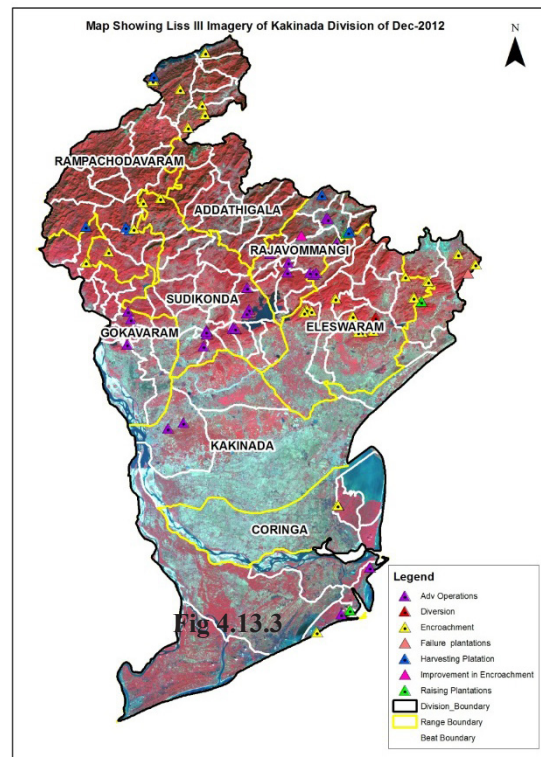 Map Showing Liss III Imagery of Kakinada Division of Dec-2012
N
RAMPACHODAVARAM
ADDATHIGALA
RAJAVOMMANGI
SUDIKONDA
GOKAVARAM
ELESWARAM
KAKINADA
CORINGA
Fig 4.13.3
Legend
Adv Operations
Diversion
Encroachment
Failure plantations
Harvesting Platation
Improvement in Encroachment
Raising Plantations
Division_Boundary
Range Boundary
Beat Boundary